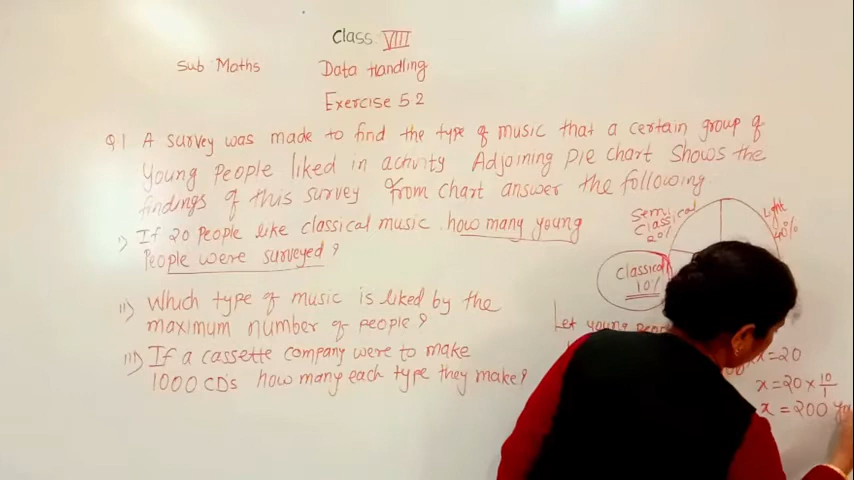 Class VIII
Sub Maths
Data Handling
Exercise 5 2
Q1 A survey was made to find the type of music that a certain group of
Young People liked in activity Adjoining Pie chart Shows the
findings of this survey from chart answer the following
i) If 20 People like classical music how many young
People were surveyed?
ii) Which type of music is liked by the
maximum number of people?
iii) If a cassette company were to make
1000 CD's how many each type they make?
Semi
Classical
20%
Light
40%
Classical
10%
Let young
x = 20
x = 20 × 10/1
x = 200